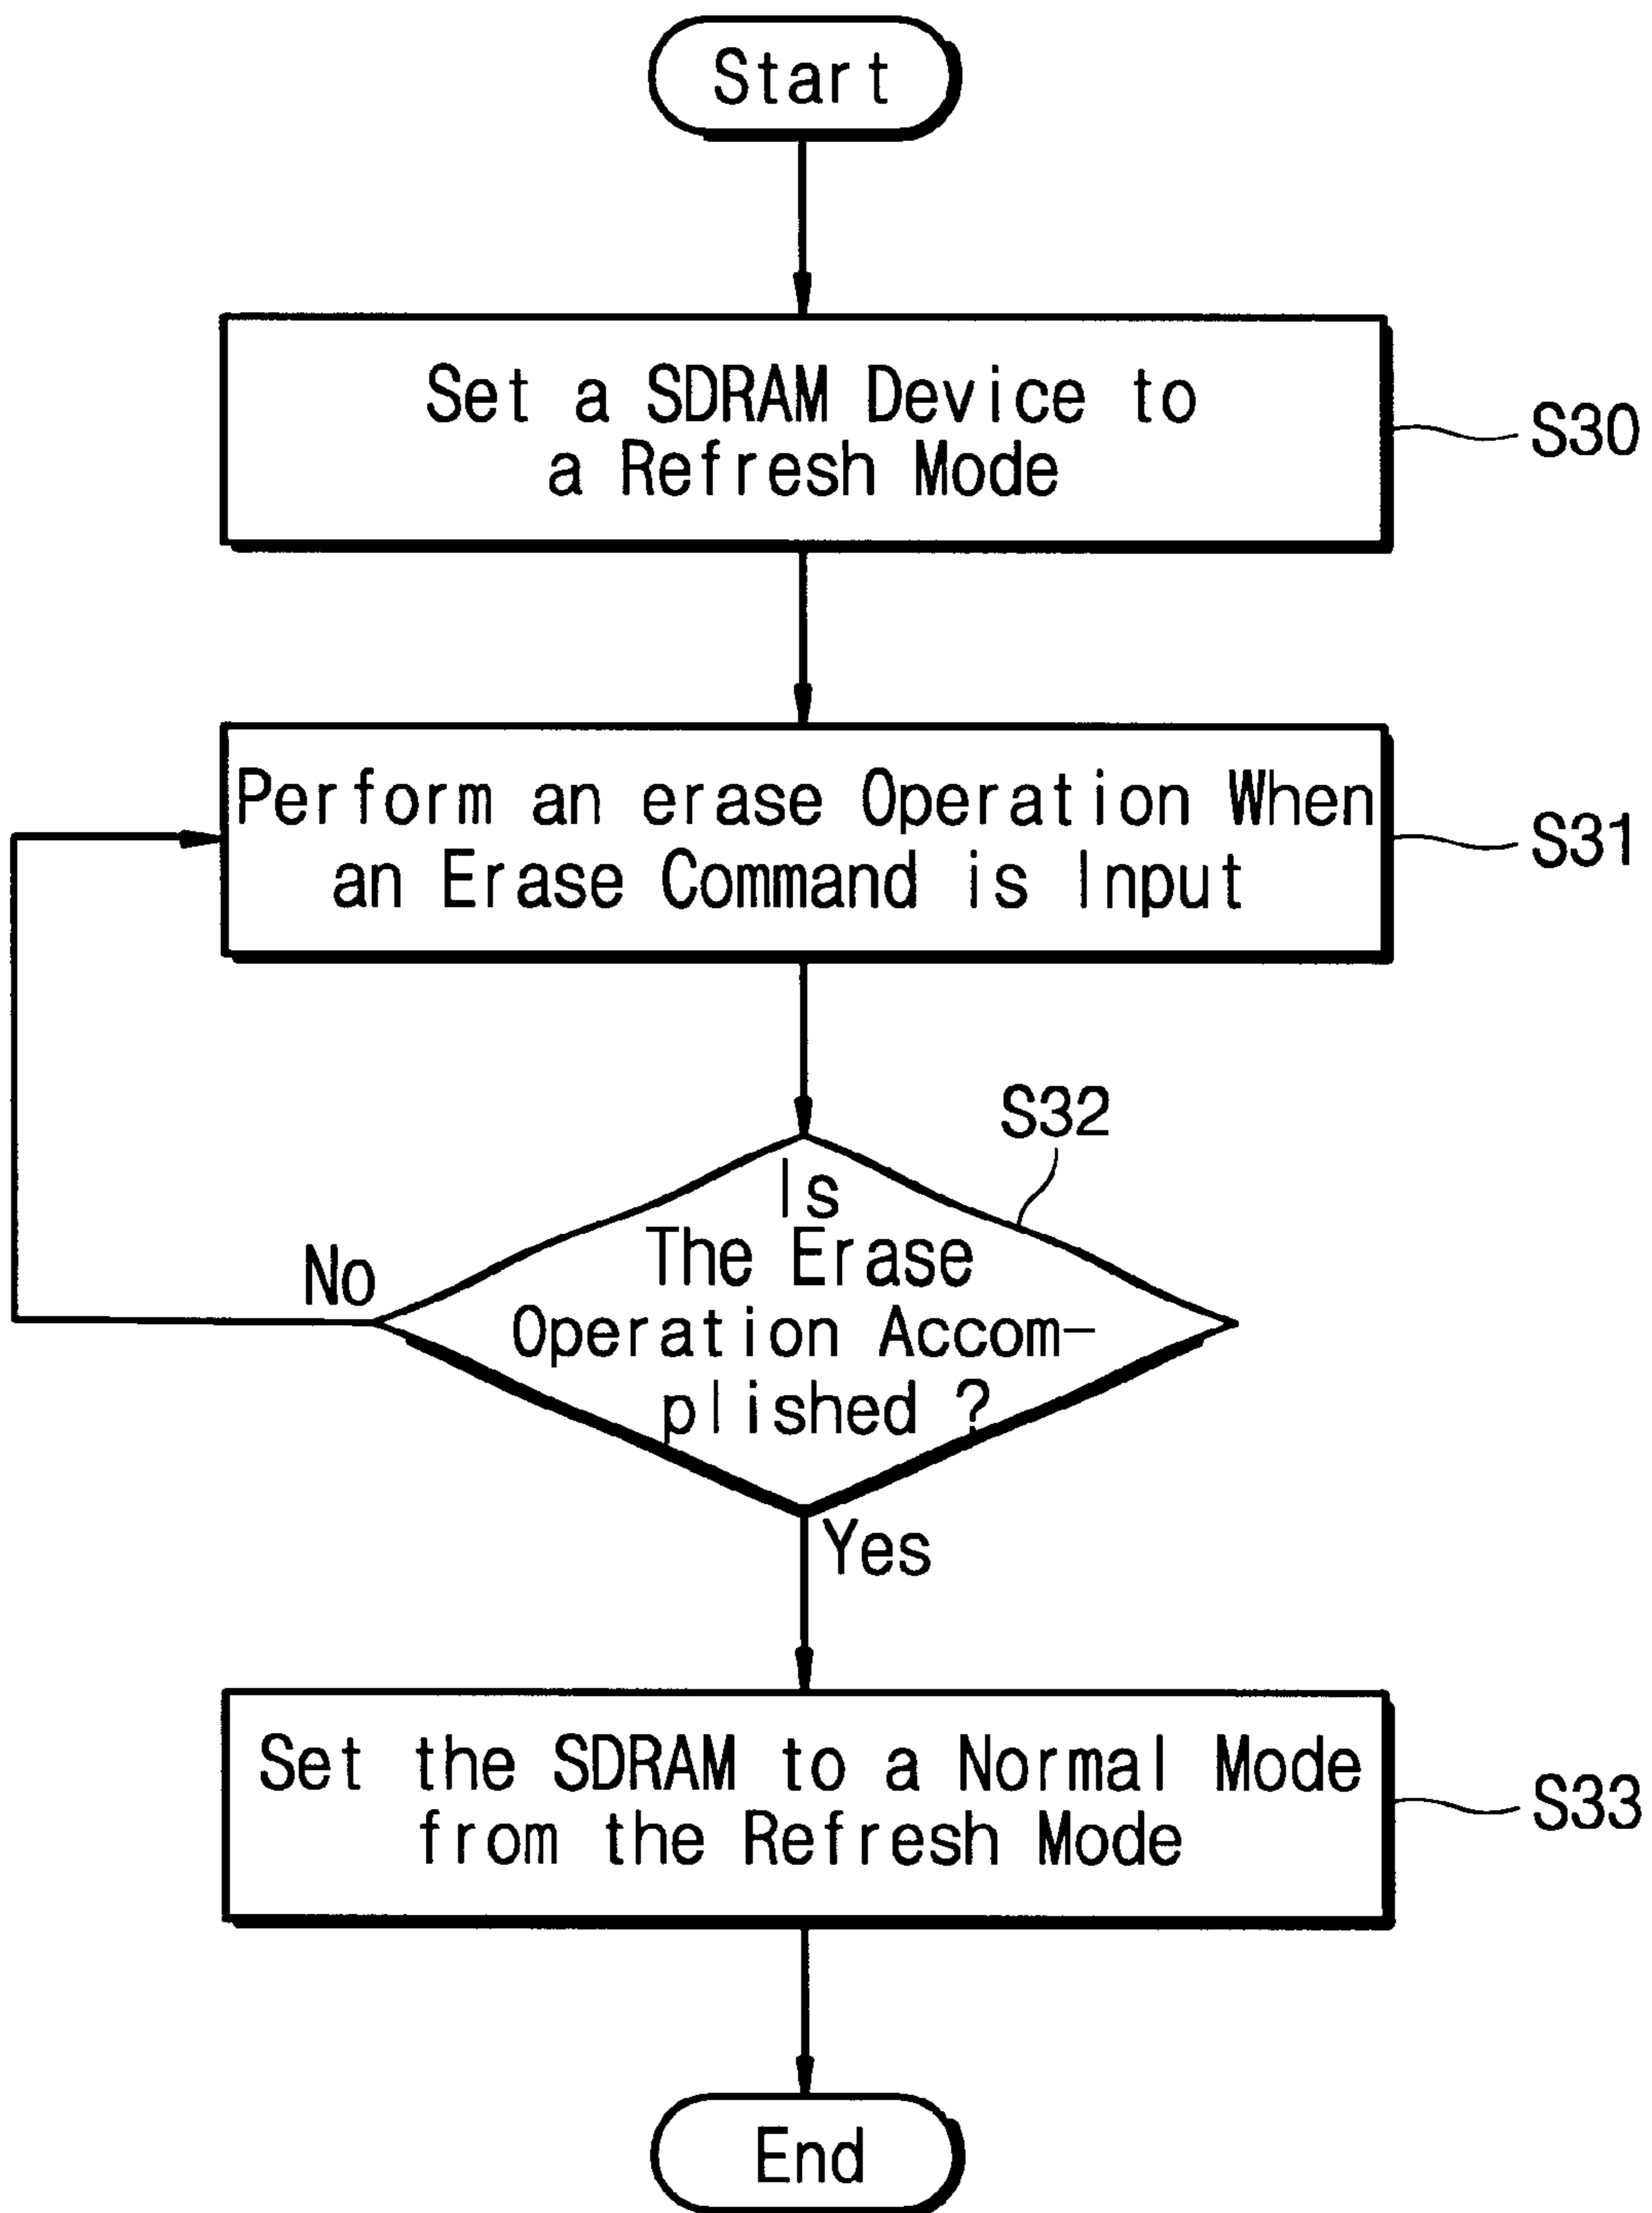 Start
Set a SDRAM Device to
a Refresh Mode
S30
Perform an erase Operation When
an Erase Command is Input
S31
S32
Is
The Erase
Operation Accom-
plished ?
No
Yes
Set the SDRAM to a Normal Mode
from the Refresh Mode
S33
End